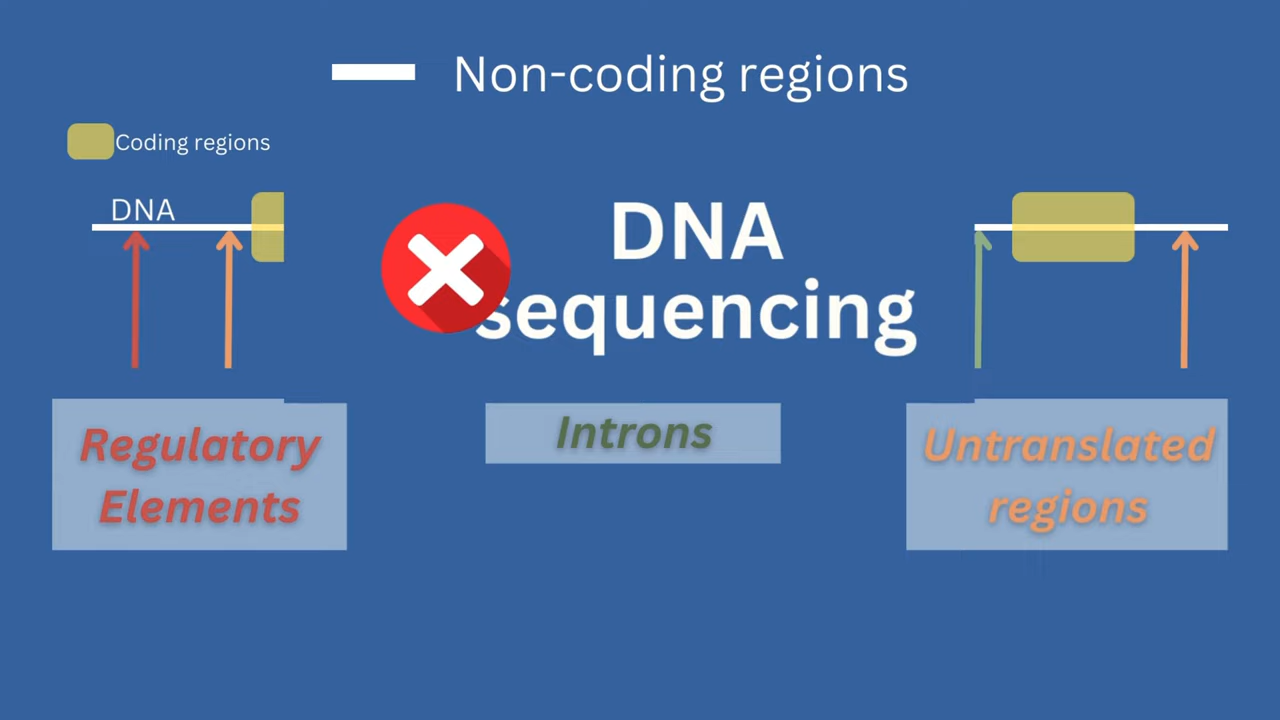 Non-coding regions
Coding regions
DNA
DNA
sequencing
Regulatory
Elements
Introns
Untranslated
regions